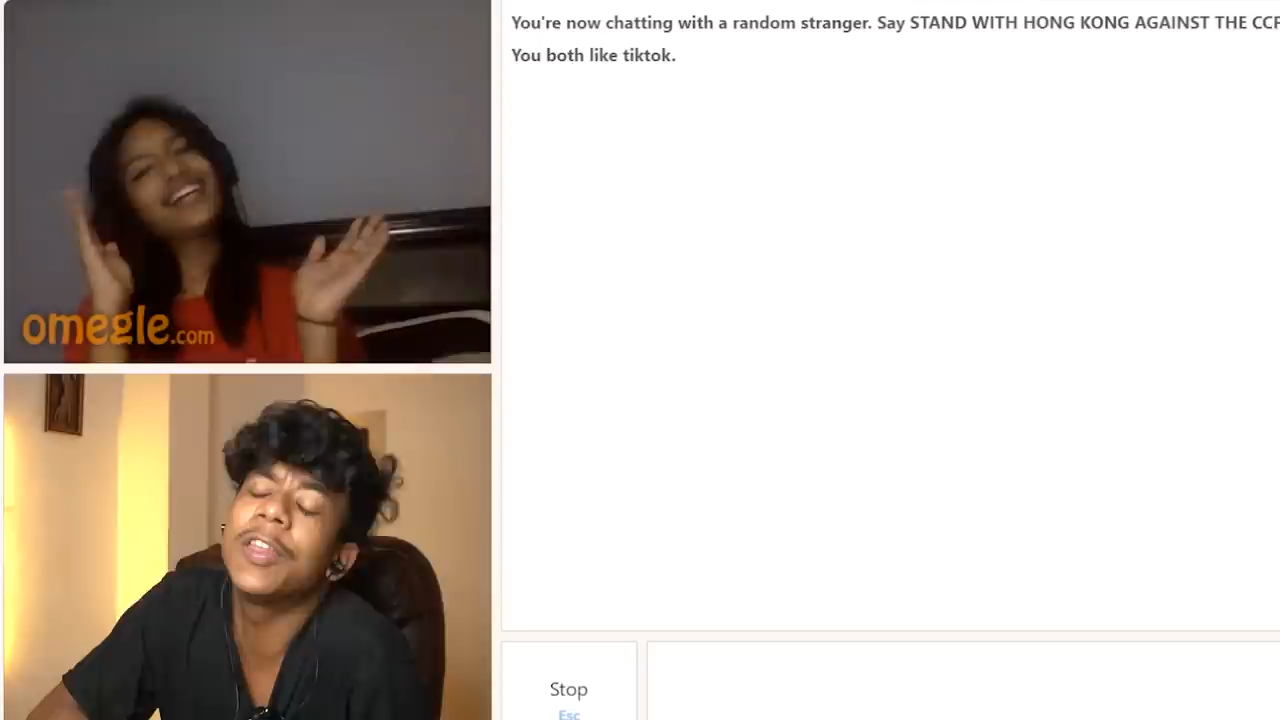 You're now chatting with a random stranger. Say STAND WITH HONG KONG AGAINST THE CCP
You both like tiktok.
omegle.com
Stop
Esc